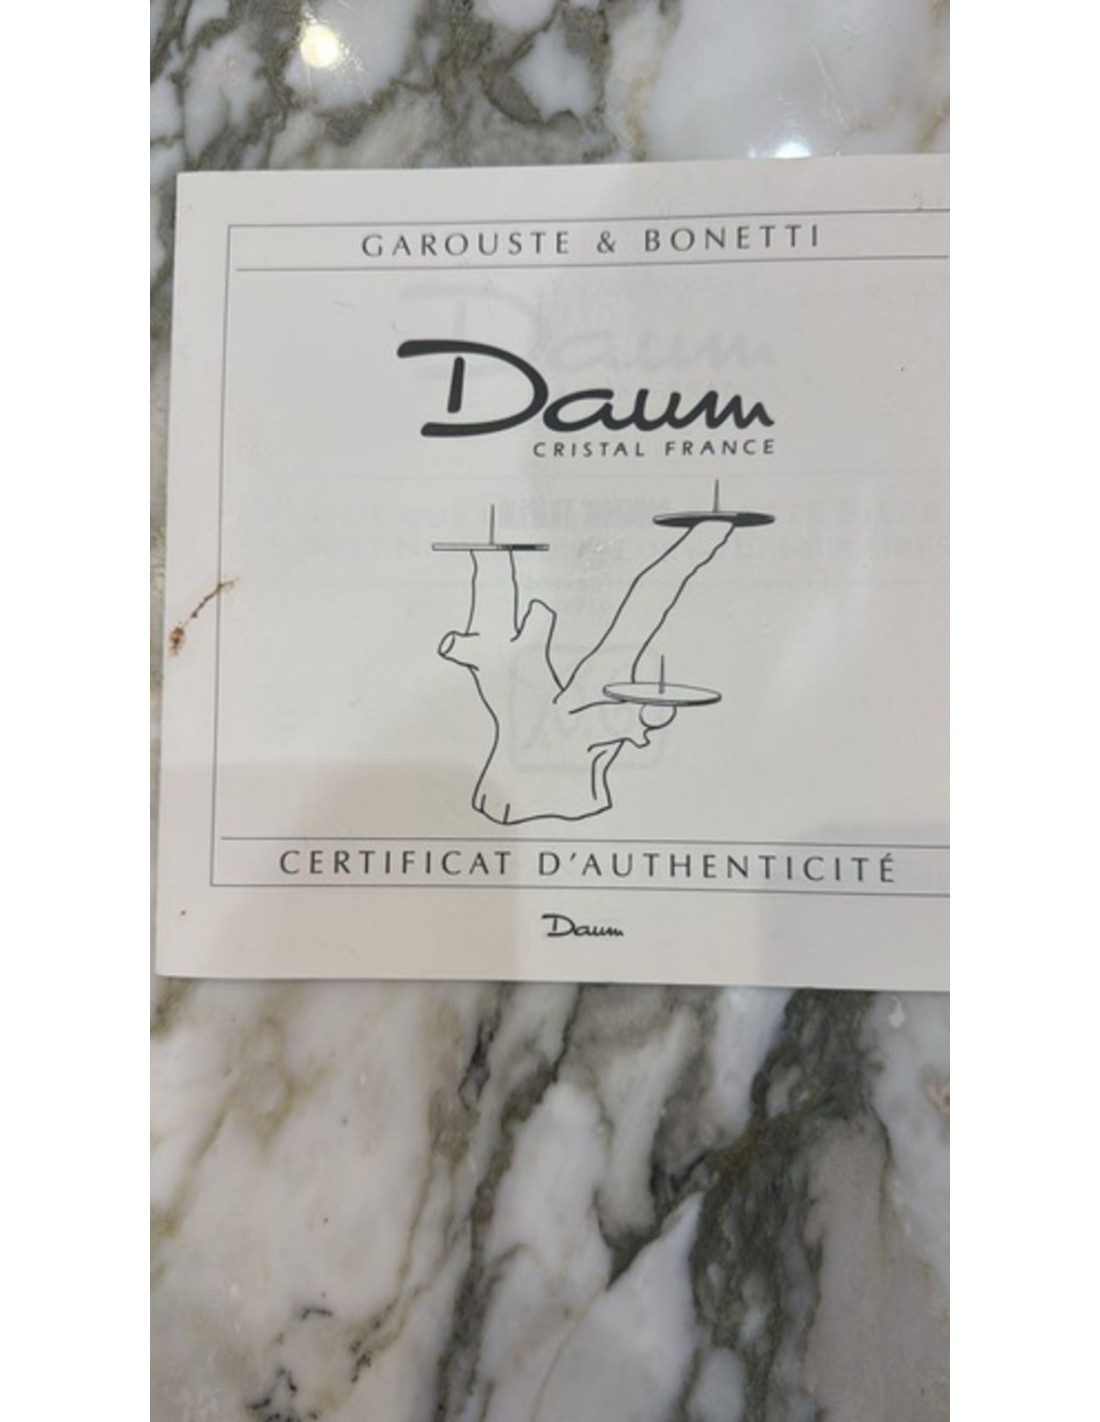 GAROUSTE & BONETTI
Daum
CRISTAL FRANCE
CERTIFICAT D'AUTHENTICITÉ
Daum